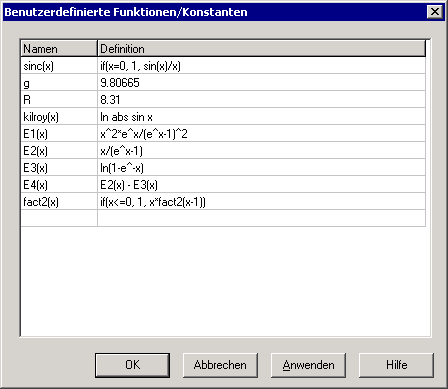 Benutzerdefinierte Funktionen/Konstanten
Namen Definition
sinc(x) if(x=0, 1, sin(x)/x)
g 9.80665
R 8.31
kilroy(x) ln abs sin x
E1(x) x^2*e^x/(e^x-1)^2
E2(x) x/(e^x-1)
E3(x) ln(1-e^-x)
E4(x) E2(x) - E3(x)
fact2(x) if(x<=0, 1, x*fact2(x-1))
OK Abbrechen Anwenden Hilfe